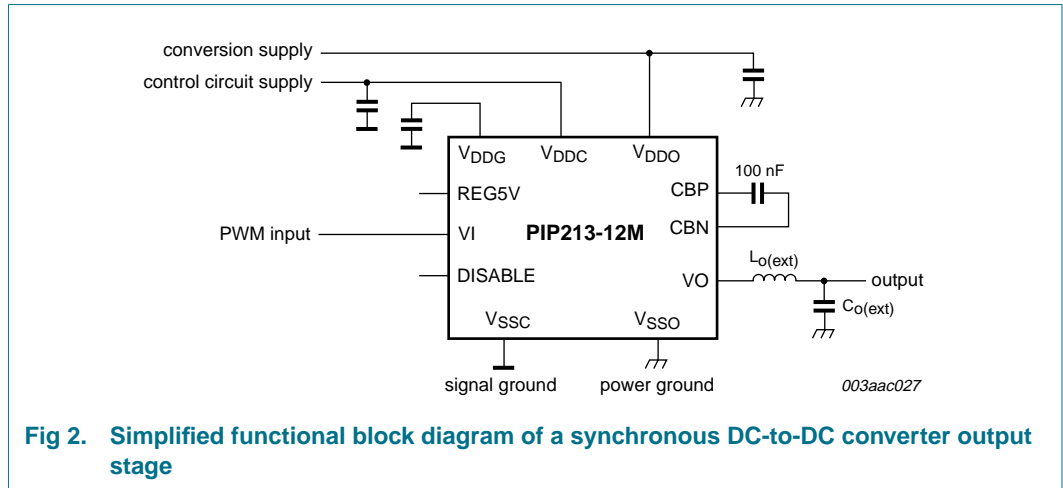 conversion supply
control circuit supply
VDDG VDDC VDDO
100 nF
REG5V CBP
CBN
PWM input VI PIP213-12M
Lo(ext)
DISABLE VO output
Co(ext)
VSSC VSSO
signal ground power ground 003aac027
Fig 2. Simplified functional block diagram of a synchronous DC-to-DC converter output
stage